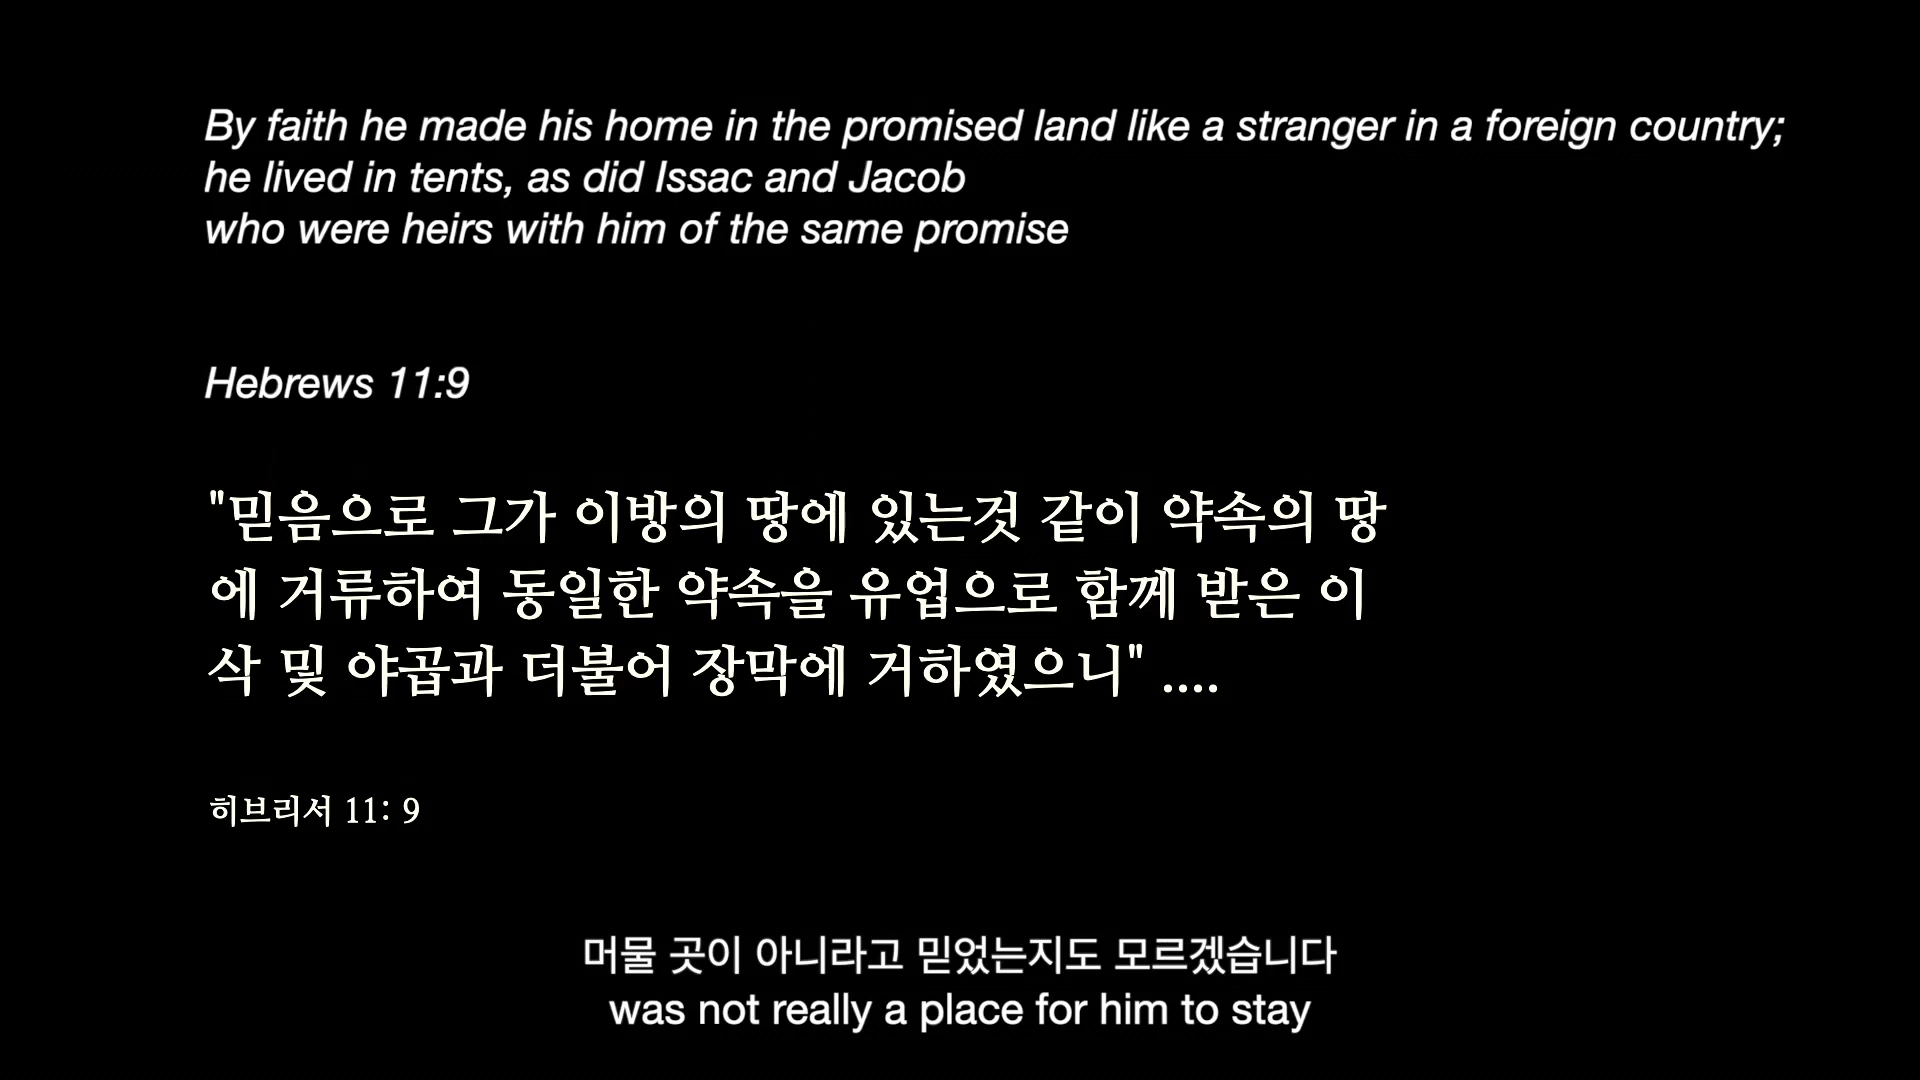 By faith he made his home in the promised land like a stranger in a foreign country;
he lived in tents, as did Issac and Jacob
who were heirs with him of the same promise
Hebrews 11:9
"믿음으로 그가 이방의 땅에 있는것 같이 약속의 땅
에 거류하여 동일한 약속을 유업으로 함께 받은 이
삭 및 야곱과 더불어 장막에 거하였으니" ....
히브리서 11: 9
머물 곳이 아니라고 믿었는지도 모르겠습니다
was not really a place for him to stay